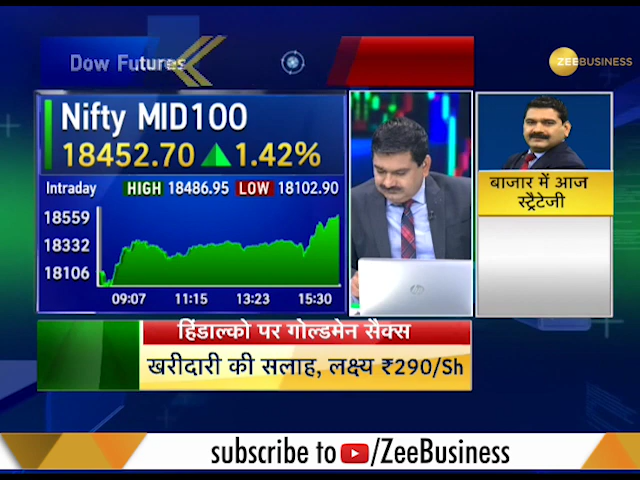 Dow Futures
ZEEBUSINESS
Nifty MID100
18452.70 1.42%
Intraday HIGH 18486.95 LOW 18102.90
18559
18332
18106
09:07 11:15 13:23 15:30
बाजार में आज
स्ट्रैटेजी
हिंडाल्को पर गोल्डमेन सैक्स
खरीदारी की सलाह, लक्ष्य ₹290/Sh
subscribe to /ZeeBusiness